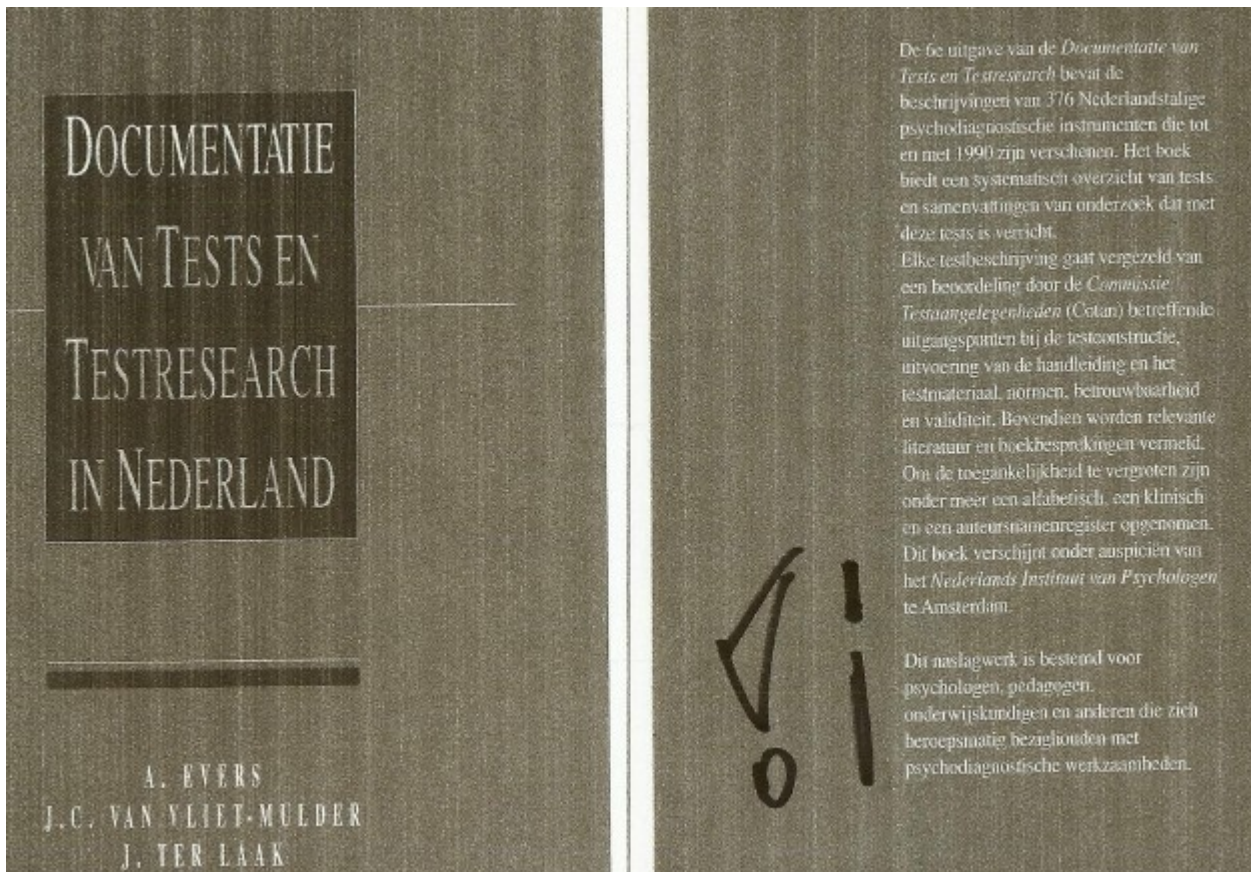 DOCUMENTATIE
VAN TESTS EN
TESTRESEARCH
IN NEDERLAND
A. EVERS
J.C. VAN VLIET-MULDER
J. TER LAAK
De 6e uitgave van de Documentatie van
Tests en Testresearch bevat de
beschrijvingen van 376 Nederlandstalige
psychodiagnostische instrumenten die tot
en met 1990 zijn verschenen. Het boek
biedt een systematisch overzicht van tests
en samenvattingen van onderzoek dat met
deze tests is verricht.
Elke testbeschrijving gaat vergezeld van
een beoordeling door de Commissie
Testaangelegenheden (Cotan) betreffende
uitgangspunten bij de testconstructie,
uitvoering van de handleiding en het
testmateriaal, normen, betrouwbaarheid
en validiteit. Bovendien worden relevante
literatuur en boekbesprekingen vermeld.
Om de toegankelijkheid te vergroten zijn
onder meer een alfabetisch, een klinisch
en een auteursnamenregister opgenomen.
Dit boek verschijnt onder auspiciën van
het Nederlands Instituut van Psychologen
te Amsterdam.
Dit naslagwerk is bestemd voor
psychologen, pedagogen,
onderwijskundigen en anderen die zich
beroepsmatig bezighouden met
psychodiagnostische werkzaamheden.